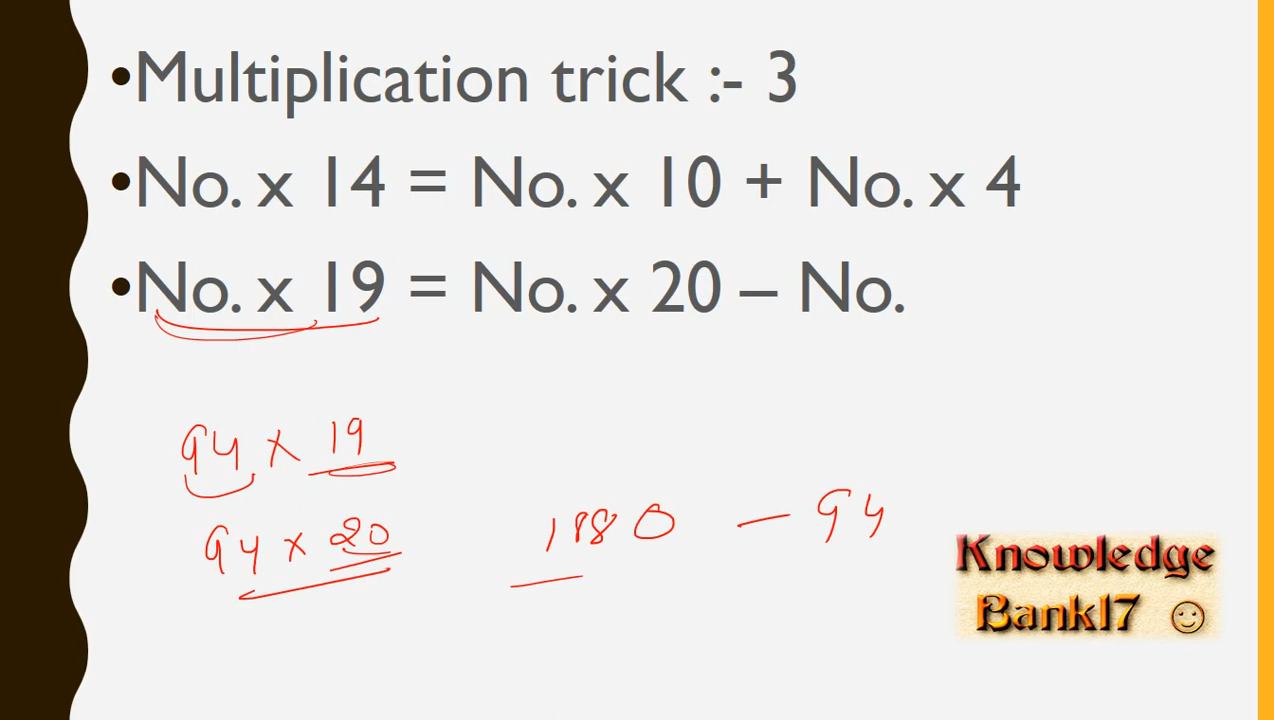 •Multiplication trick :- 3
•No. x 14 = No. x 10 + No. x 4
•No. x 19 = No. x 20 – No.
94 x 19
94 x 20 1880 - 94
Knowledge
Bank17 ☺